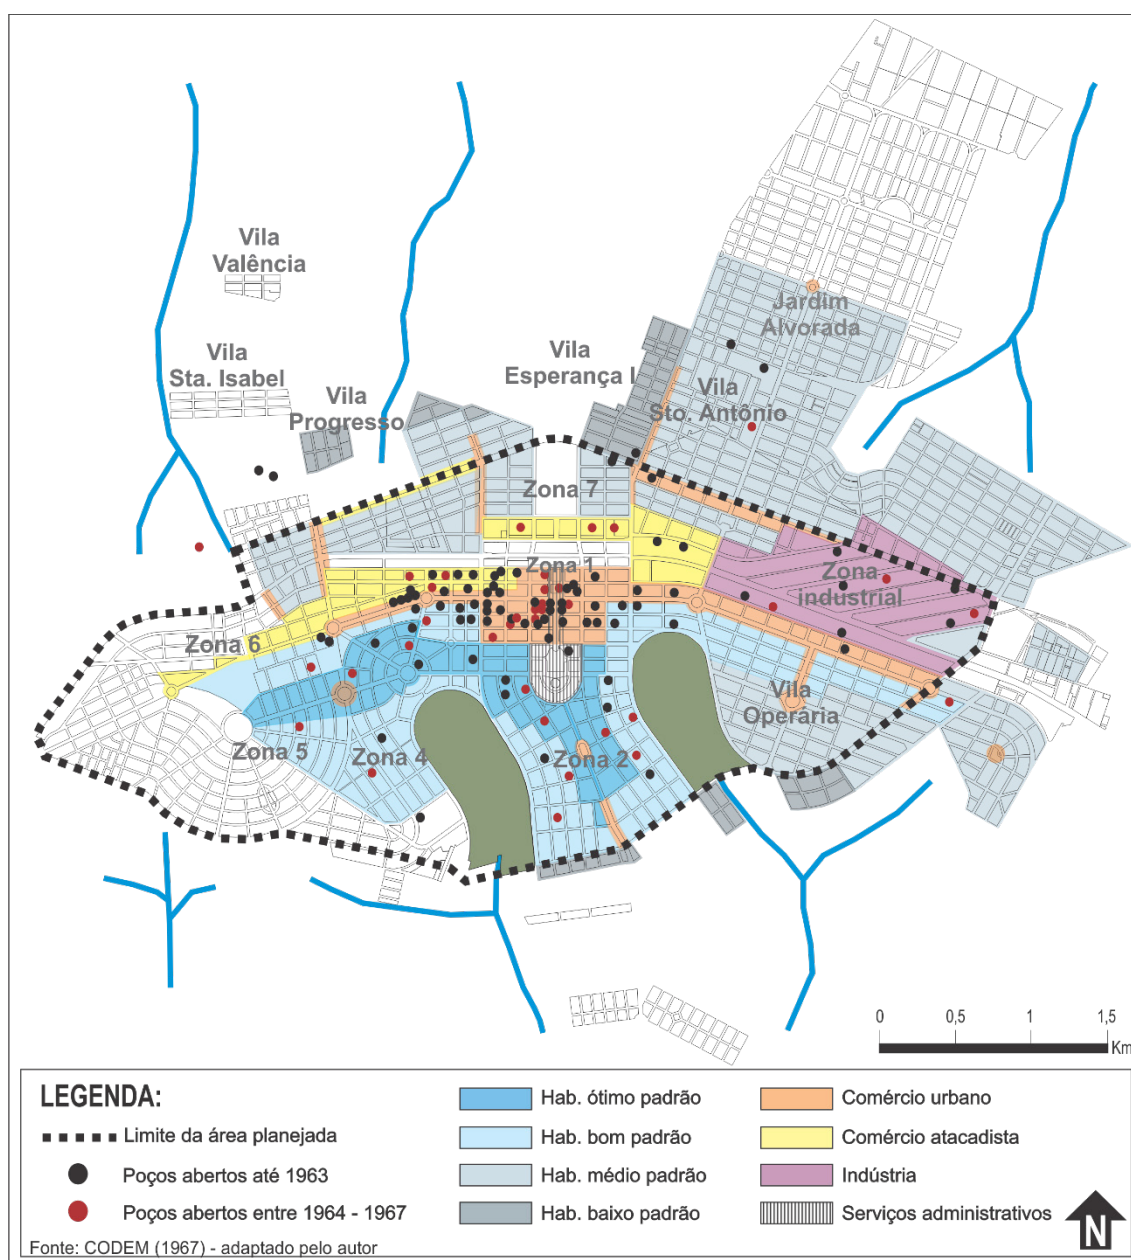 Vila
Valência
Vila
Sta. Isabel
Vila
Progresso
Vila
Esperança I
Jardim
Alvorada
Vila
Sto. Antônio
Zona 7
Zona 1
Zona
industrial
Zona 6
Vila
Operária
Zona 5
Zona 4
Zona 2
0 0,5 1 1,5
Km
LEGENDA:
Limite da área planejada
Poços abertos até 1963
Poços abertos entre 1964 - 1967
Hab. ótimo padrão
Hab. bom padrão
Hab. médio padrão
Hab. baixo padrão
Comércio urbano
Comércio atacadista
Indústria
Serviços administrativos
N
Fonte: CODEM (1967) - adaptado pelo autor